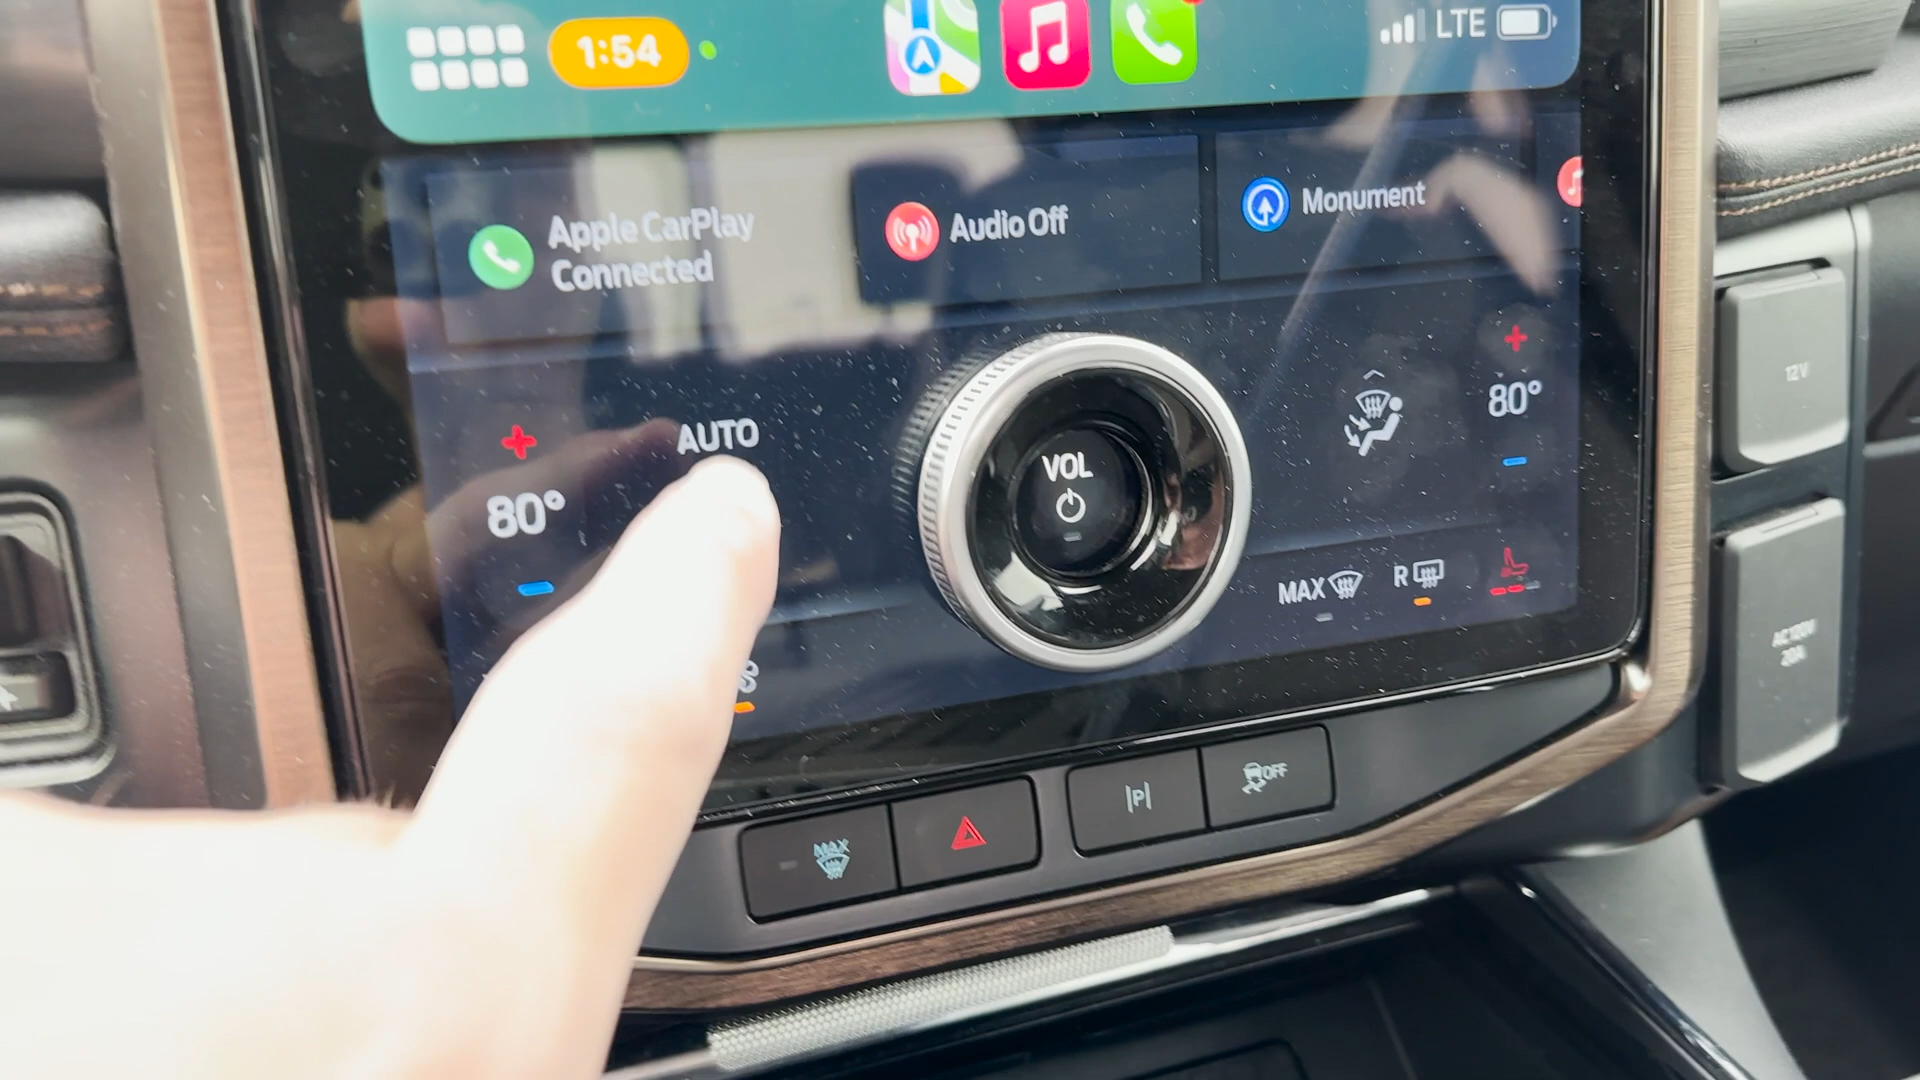 1:54
LTE
Apple CarPlay
Connected
Audio Off
Monument
AUTO
80°
VOL
80°
MAX
R
12V
AC120V
20A
MAX
|P|
OFF